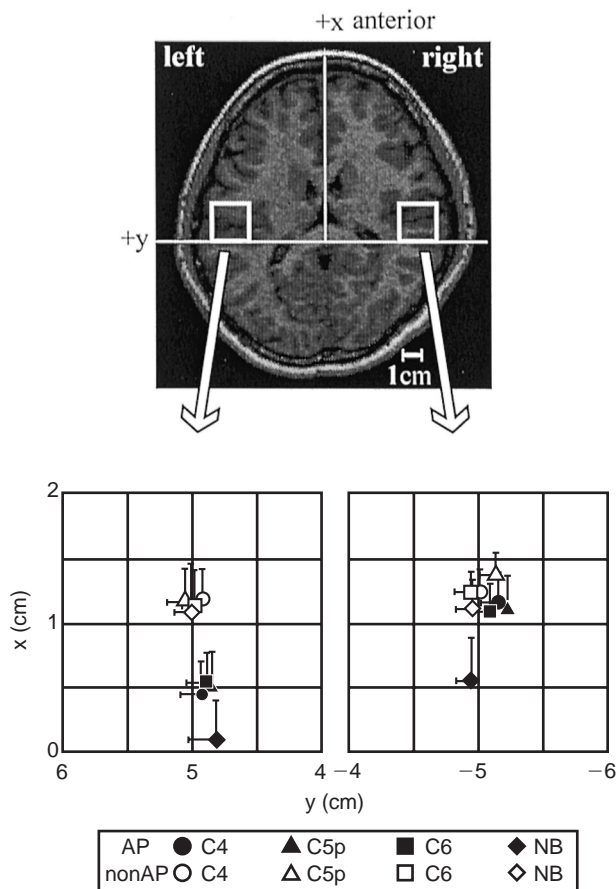 +x anterior
left right
+y
1cm
2
x (cm)
1
0
6 5 4 −4 −5 −6
y (cm)
AP C4 C5p C6 NB
nonAP C4 C5p C6 NB